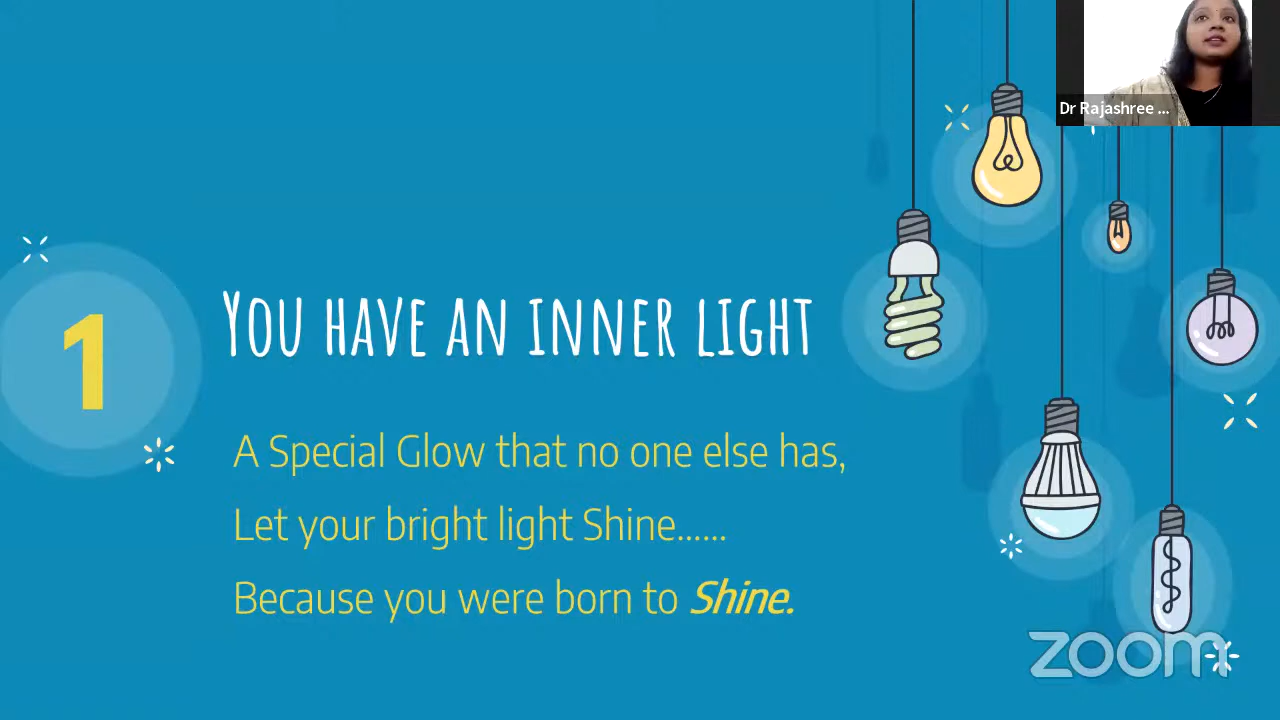 Dr Rajashree ...
1
You have an inner light
A Special Glow that no one else has,
Let your bright light Shine......
Because you were born to Shine.
zoom